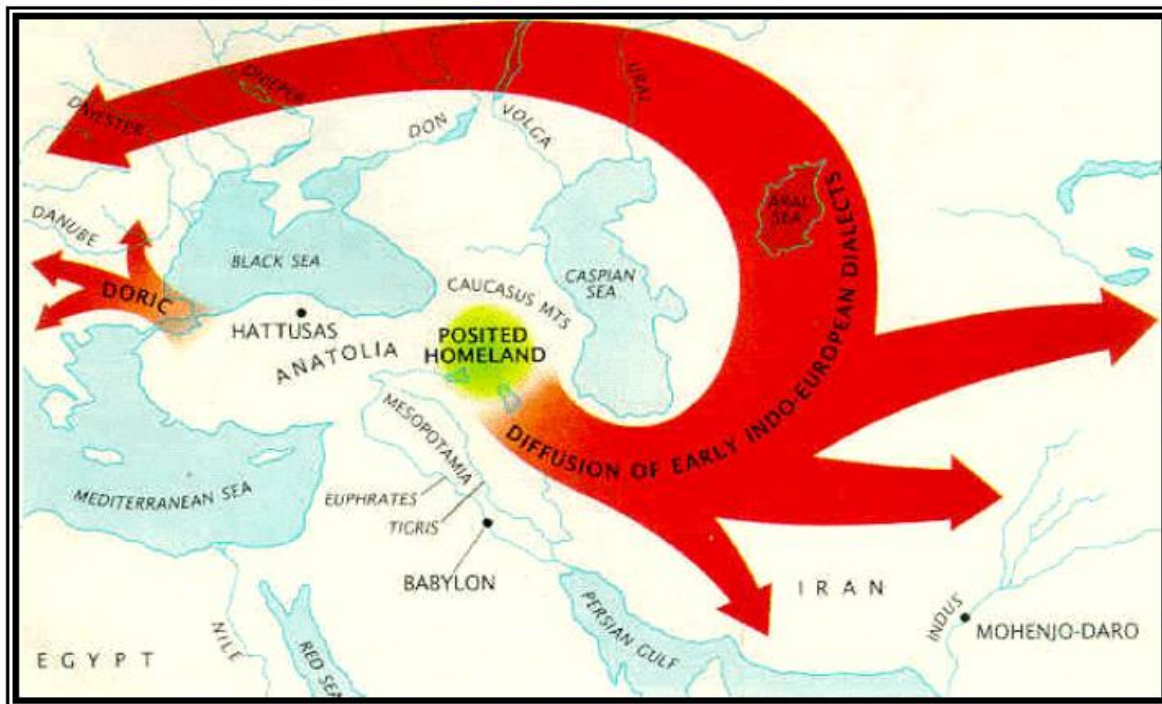 DNIEPER
DNIESTER
DON
VOLGA
URAL
ARAL
SEA
DANUBE
BLACK SEA
CAUCASUS MTS
CASPIAN
SEA
DORIC
HATTUSAS
ANATOLIA
POSITED
HOMELAND
DIFFUSION OF EARLY INDO-EUROPEAN DIALECTS
MESOPOTAMIA
MEDITERRANEAN SEA
EUPHRATES
TIGRIS
BABYLON
IRAN
INDUS
MOHENJO-DARO
PERSIAN GULF
NILE
RED SEA
EGYPT